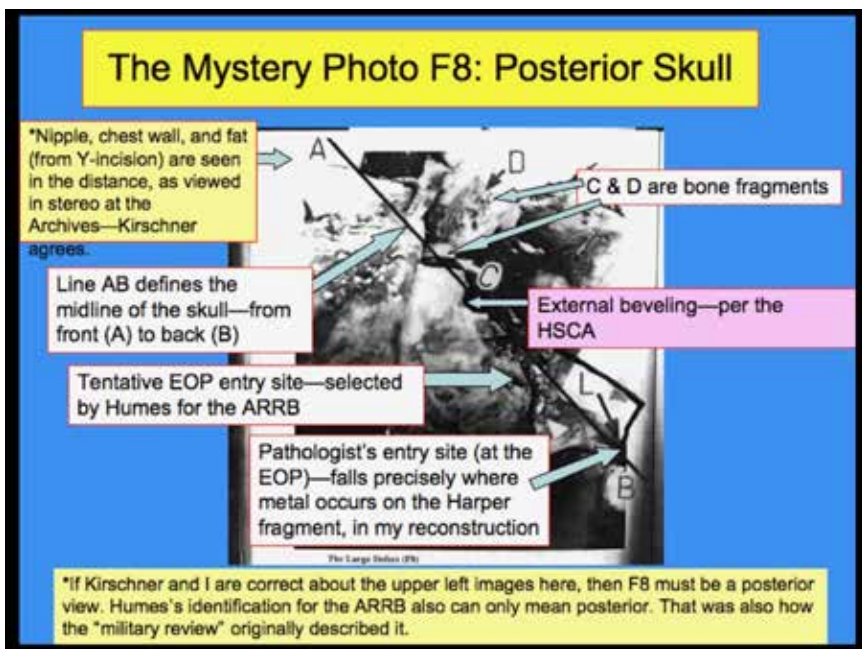 The Mystery Photo F8: Posterior Skull
*Nipple, chest wall, and fat
(from Y-incision) are seen
in the distance, as viewed
in stereo at the
Archives—Kirschner
agrees.
A
D
C & D are bone fragments
Line AB defines the
midline of the skull—from
front (A) to back (B)
C
External beveling—per the
HSCA
Tentative EOP entry site—selected
by Humes for the ARRB
L
Pathologist's entry site (at the
EOP)—falls precisely where
metal occurs on the Harper
fragment, in my reconstruction
B
*If Kirschner and I are correct about the upper left images here, then F8 must be a posterior
view. Humes's identification for the ARRB also can only mean posterior. That was also how
the "military review" originally described it.